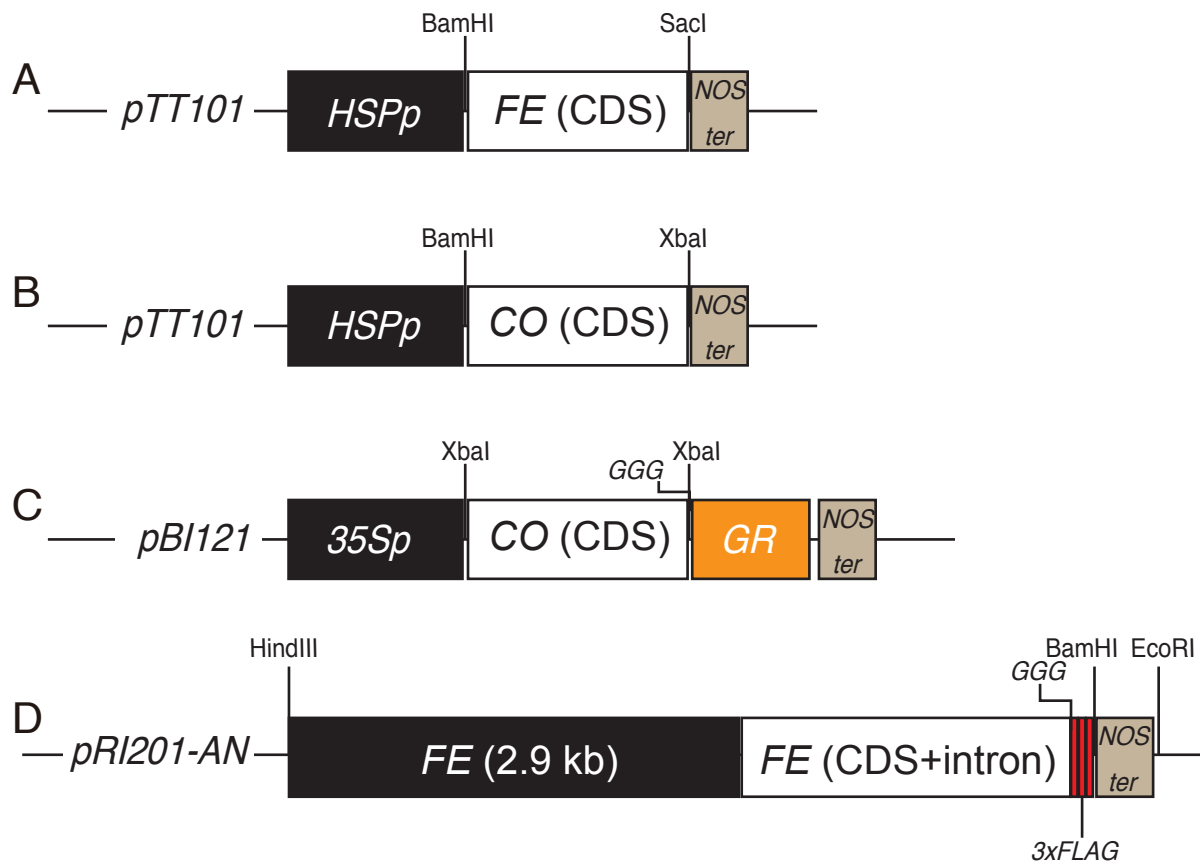 BamHI SacI
A pTT101 HSPp FE (CDS) NOS
ter
BamHI XbaI
B pTT101 HSPp CO (CDS) NOS
ter
XbaI GGG XbaI
C pBI121 35Sp CO (CDS) GR NOS
ter
HindIII GGG BamHI EcoRI
D pRI201-AN FE (2.9 kb) FE (CDS+intron) NOS
ter
3xFLAG